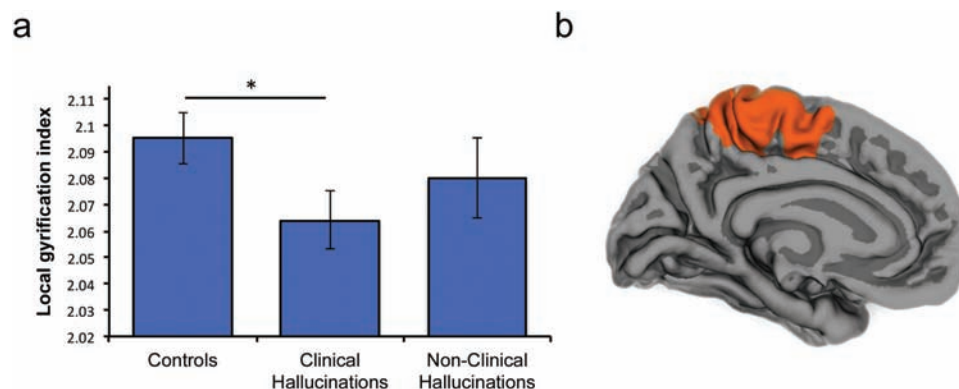 a
b
*
2.11
2.1
2.09
2.08
2.07
2.06
2.05
2.04
2.03
2.02
Local gyrification index
Controls
Clinical
Hallucinations
Non-Clinical
Hallucinations